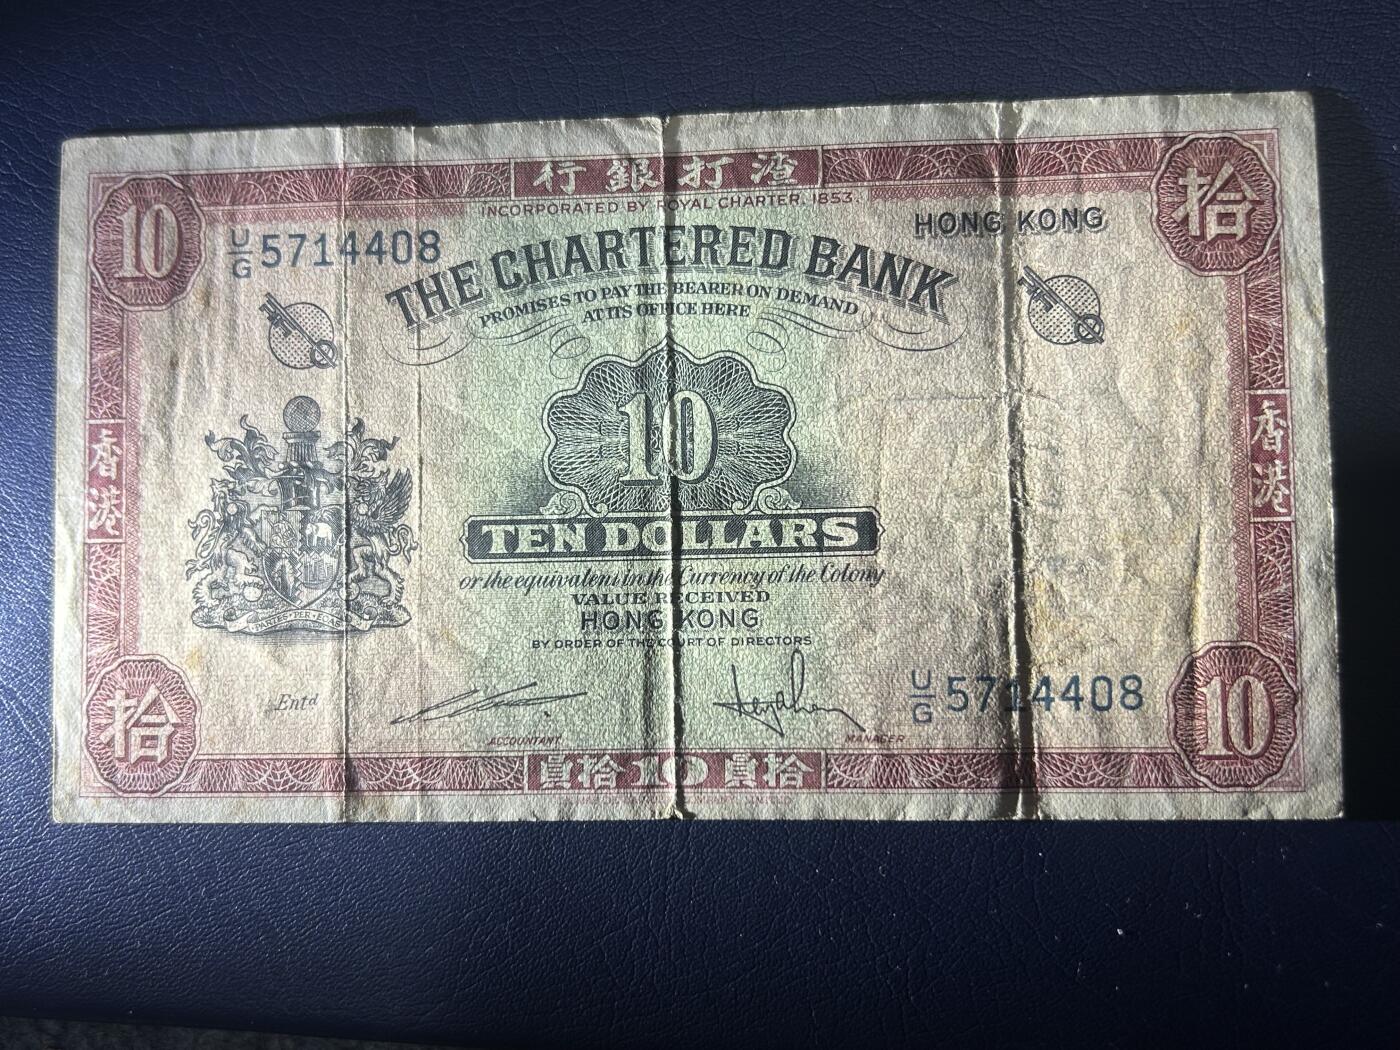 行銀打渣
INCORPORATED BY ROYAL CHARTER, 1853.
10
拾
U/G 5714408
HONG KONG
THE CHARTERED BANK
PROMISES TO PAY THE BEARER ON DEMAND
AT ITS OFFICE HERE
10
香港
香港
TEN DOLLARS
or the equivalent in the Currency of the Colony
VALUE RECEIVED
HONG KONG
BY ORDER OF THE COURT OF DIRECTORS
Entd
U/G 5714408
ACCOUNTANT
MANAGER
拾
10
員拾10員拾